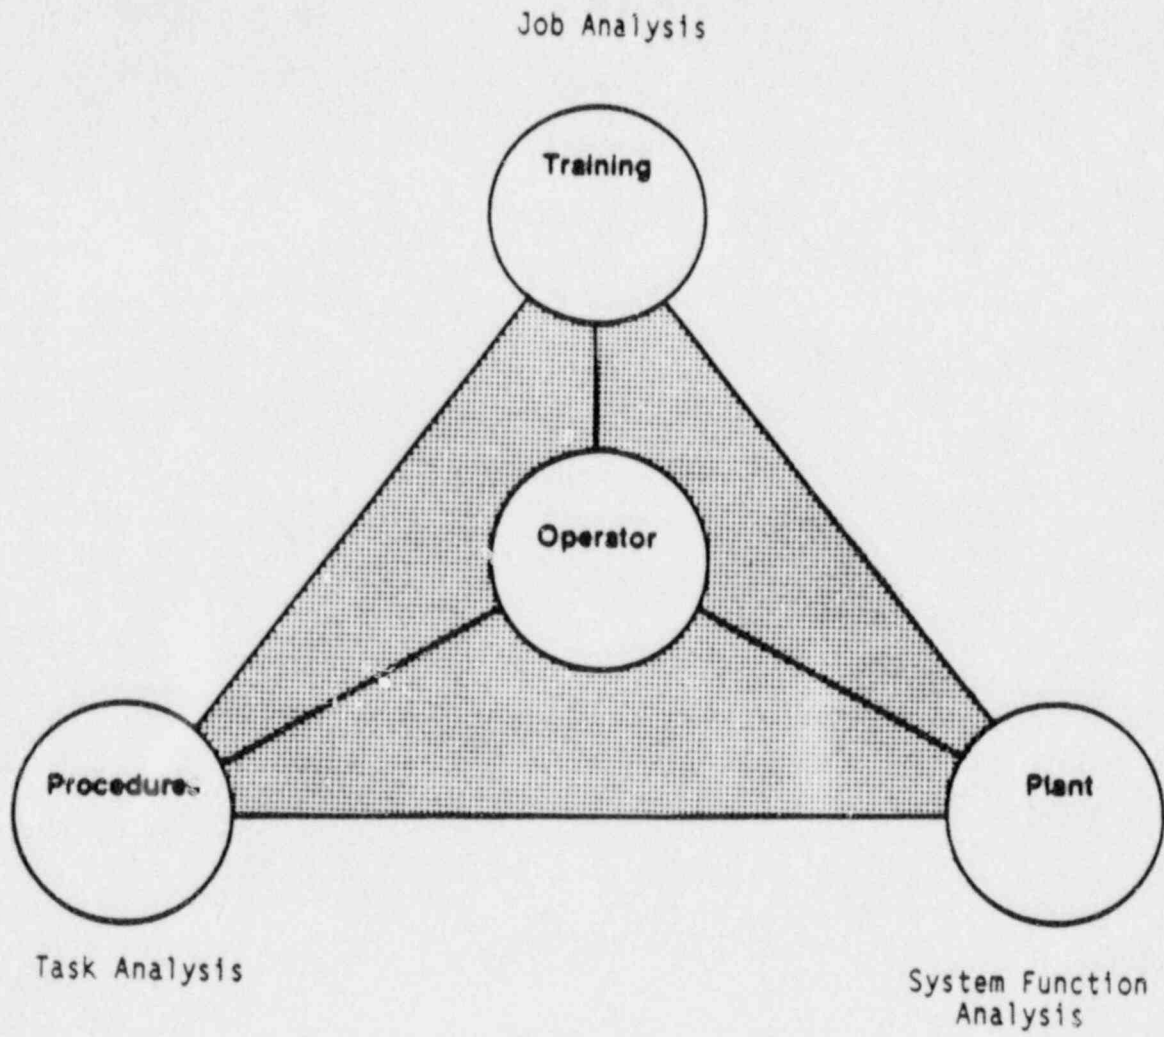 Job Analysis
Training
Operator
Procedures
Plant
Task Analysis
System Function
Analysis